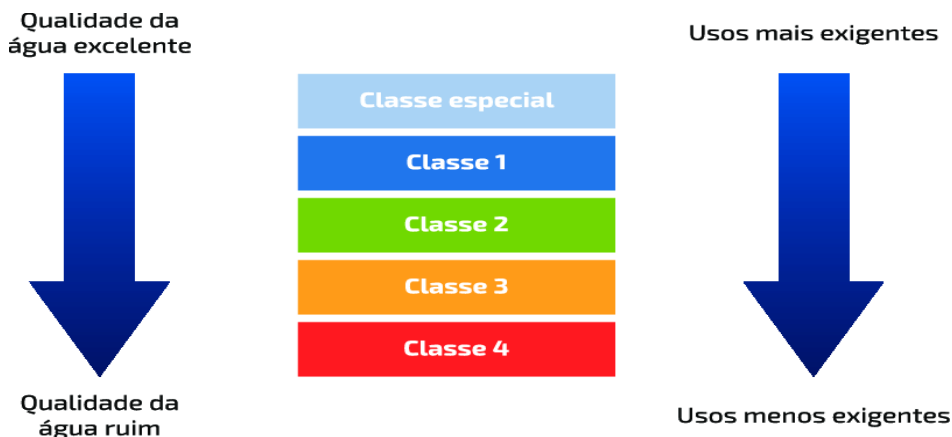 Qualidade da
água excelente
Usos mais exigentes
Classe especial
Classe 1
Classe 2
Classe 3
Classe 4
Qualidade da
água ruim
Usos menos exigentes